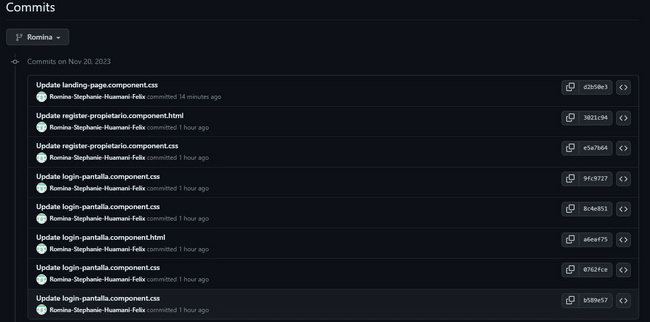 Commits
Romina
Commits on Nov 20, 2023
Update landing-page.component.css
Romina-Stephanie-Huamani-Felix committed 14 minutes ago
d2b50e3
Update register-propietario.component.html
Romina-Stephanie-Huamani-Felix committed 1 hour ago
3021c94
Update register-propietario.component.css
Romina-Stephanie-Huamani-Felix committed 1 hour ago
e5a7b64
Update login-pantalla.component.css
Romina-Stephanie-Huamani-Felix committed 1 hour ago
9fc9727
Update login-pantalla.component.css
Romina-Stephanie-Huamani-Felix committed 1 hour ago
8c4e851
Update login-pantalla.component.html
Romina-Stephanie-Huamani-Felix committed 1 hour ago
a6eaf75
Update login-pantalla.component.css
Romina-Stephanie-Huamani-Felix committed 1 hour ago
0762fce
Update login-pantalla.component.css
Romina-Stephanie-Huamani-Felix committed 1 hour ago
b589e57